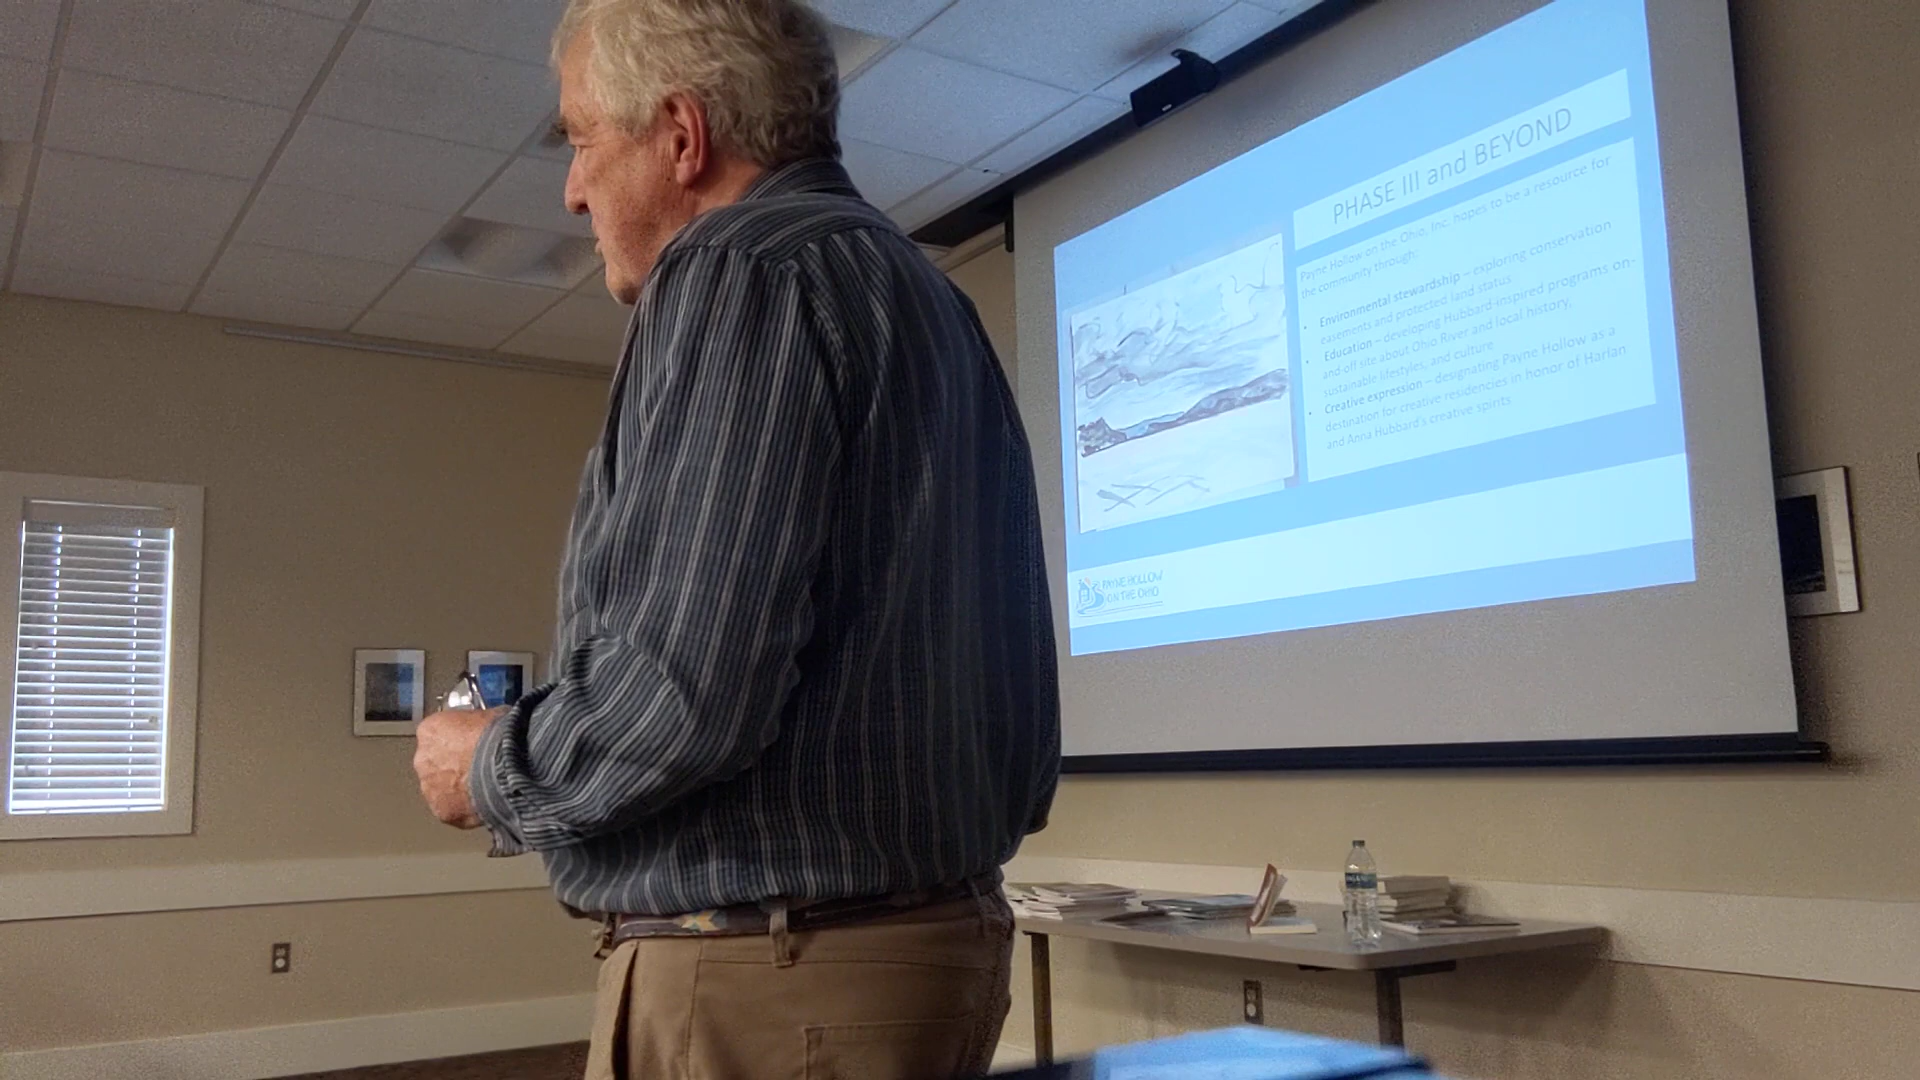 PHASE III and BEYOND
Payne Hollow on the Ohio, Inc. hopes to be a resource for
the community through:
• Environmental stewardship – exploring conservation
easements and protected land status
• Education – developing Hubbard-inspired programs on-
and-off site about Ohio River and local history,
sustainable lifestyles, and culture
• Creative expression – designating Payne Hollow as a
destination for creative residencies in honor of Harlan
and Anna Hubbard's creative spirits
PAYNE HOLLOW
ON THE OHIO